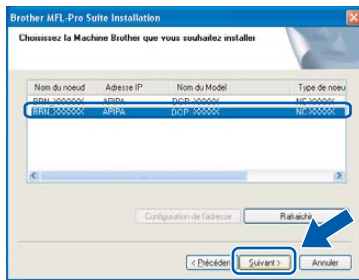 Brother MFL-Pro Suite Installation
Choisissez la Machine Brother que vous souhaitez installer
Nom du noeud Adresse IP Nom du Model Type de noeu
BRN_XXXXXX APIPA DCP-XXXXX NC-XXXXX
BRN_XXXXXX APIPA DCP-XXXXX NC-XXXXX
Configuration de l'adresse Rafraîchir
< Précéden Suivant > Annuler